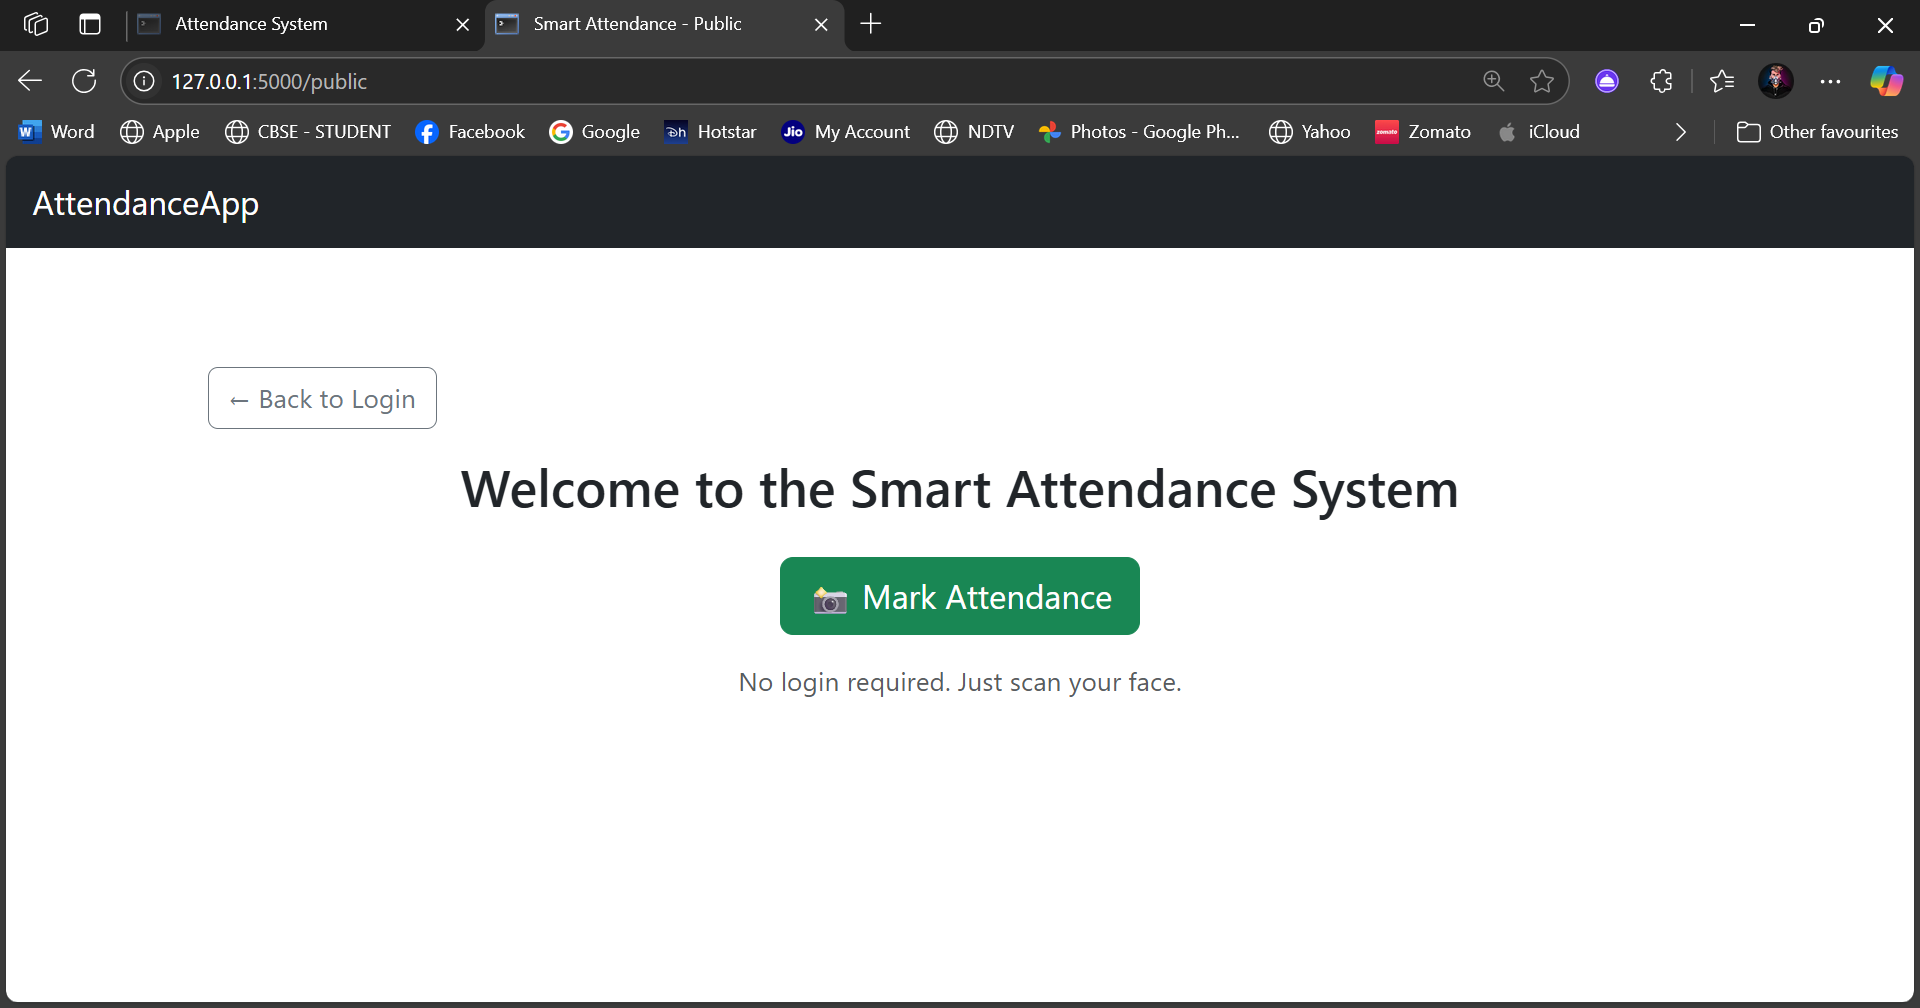 Attendance System
Smart Attendance - Public
127.0.0.1:5000/public
Word Apple CBSE - STUDENT Facebook Google Hotstar My Account NDTV Photos - Google Ph... Yahoo Zomato iCloud Other favourites
AttendanceApp
← Back to Login
Welcome to the Smart Attendance System
Mark Attendance
No login required. Just scan your face.